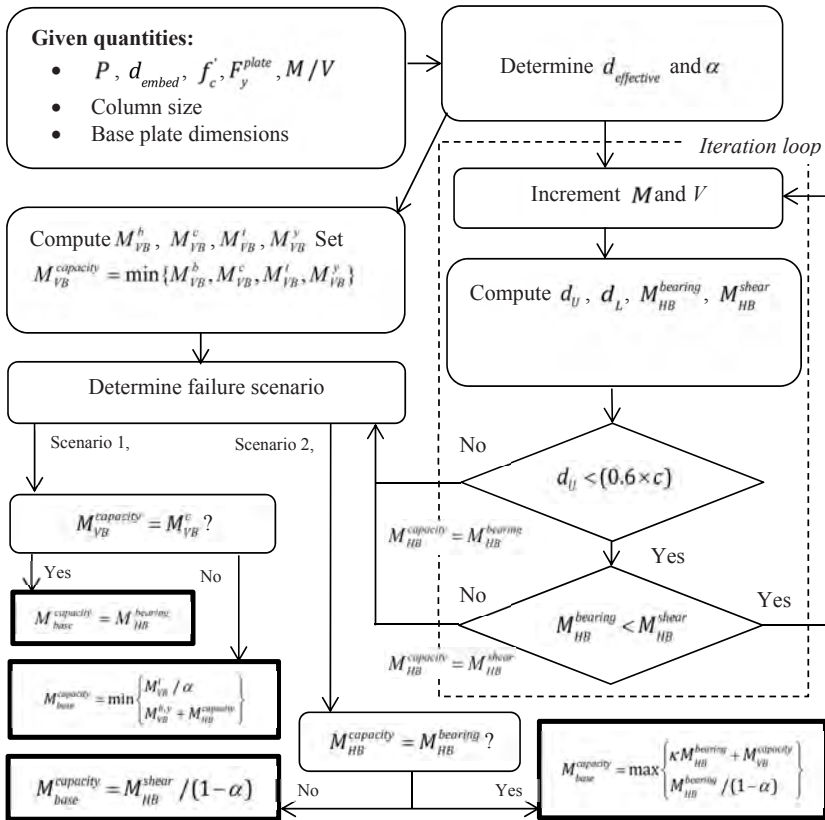 Given quantities:
• P, d_embed, f_c', F_y^plate, M/V
• Column size
• Base plate dimensions
Determine d_effective and α
Iteration loop
Increment M and V
Compute M_VB^b, M_VB^c, M_VB^t, M_VB^y Set
M_VB^capacity = min{M_VB^b, M_VB^c, M_VB^t, M_VB^y}
Compute d_U, d_L, M_HB^bearing, M_HB^shear
Determine failure scenario
Scenario 1,
Scenario 2,
No
d_U < (0.6 × c)
M_HB^capacity = M_HB^bearing
Yes
M_VB^capacity = M_VB^c ?
Yes
No
No
Yes
M_HB^bearing < M_HB^shear
M_base^capacity = M_HB^bearing
M_HB^capacity = M_HB^shear
M_base^capacity = min { M_VB^t / α
M_VB^b,y + M_HB^capacity }
M_HB^capacity = M_HB^bearing ?
M_base^capacity = max { κM_HB^bearing + M_VB^capacity
M_HB^bearing / (1 − α) }
M_base^capacity = M_HB^shear / (1 − α)
No
Yes